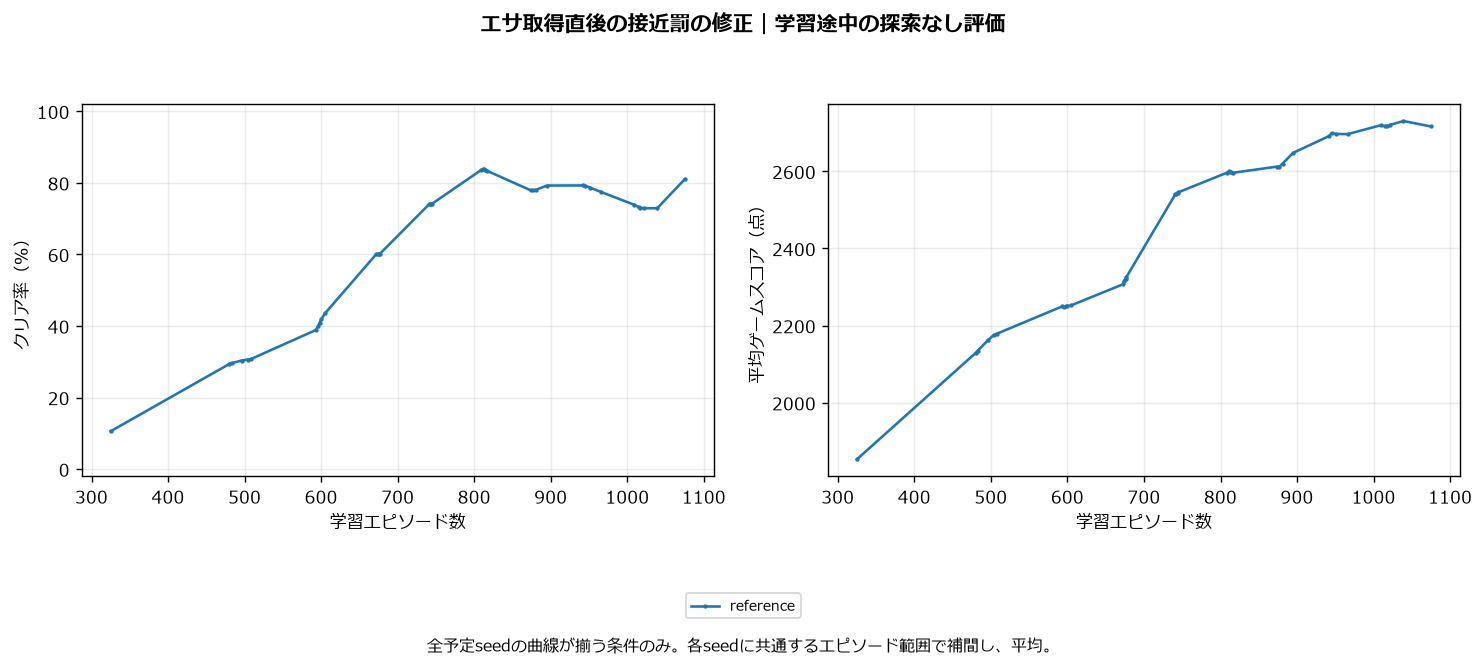 エサ取得直後の接近罰の修正｜学習途中の探索なし評価
クリア率（%）
100
80
60
40
20
0
300 400 500 600 700 800 900 1000 1100
学習エピソード数
平均ゲームスコア（点）
2600
2400
2200
2000
300 400 500 600 700 800 900 1000 1100
学習エピソード数
reference
全予定seedの曲線が揃う条件のみ。各seedに共通するエピソード範囲で補間し、平均。